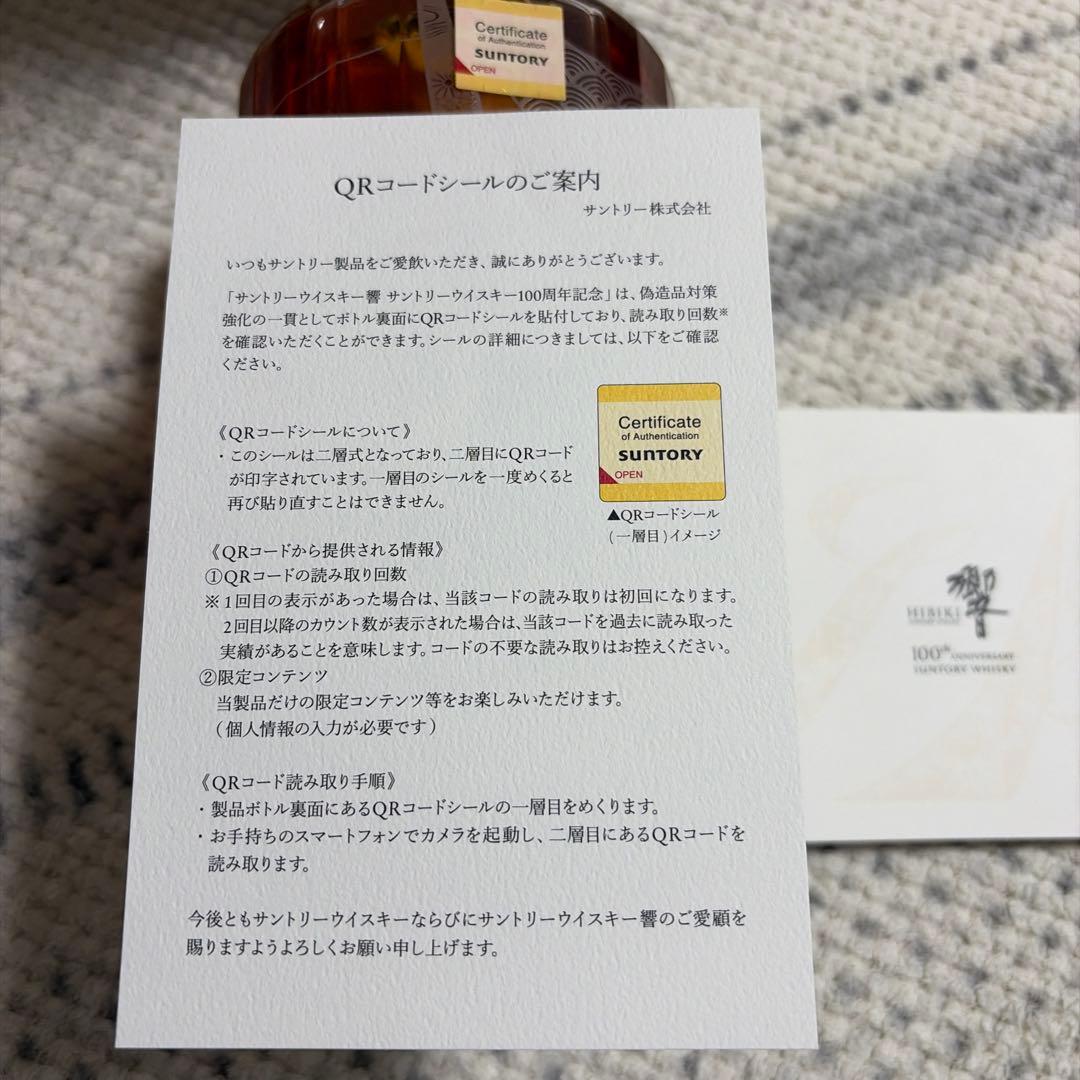 Certificate
of Authentication
SUNTORY
OPEN
QRコードシールのご案内
サントリー株式会社
いつもサントリー製品をご愛飲いただき、誠にありがとうございます。
「サントリーウイスキー響 サントリーウイスキー100周年記念」は、偽造品対策
強化の一貫としてボトル裏面にQRコードシールを貼付しており、読み取り回数※
を確認いただくことができます。シールの詳細につきましては、以下をご確認
ください。
《QRコードシールについて》
・このシールは二層式となっており、二層目にQRコード
が印字されています。一層目のシールを一度めくると
再び貼り直すことはできません。
Certificate
of Authentication
SUNTORY
OPEN
▲QRコードシール
(一層目)イメージ
《QRコードから提供される情報》
①QRコードの読み取り回数
※1回目の表示があった場合は、当該コードの読み取りは初回になります。
2回目以降のカウント数が表示された場合は、当該コードを過去に読み取った
実績があることを意味します。コードの不要な読み取りはお控えください。
②限定コンテンツ
当製品だけの限定コンテンツ等をお楽しみいただけます。
(個人情報の入力が必要です)
《QRコード読み取り手順》
・製品ボトル裏面にあるQRコードシールの一層目をめくります。
・お手持ちのスマートフォンでカメラを起動し、二層目にあるQRコードを
読み取ります。
今後ともサントリーウイスキーならびにサントリーウイスキー響のご愛顧を
賜りますようよろしくお願い申し上げます。
響
HIBIKI
100th ANNIVERSARY
SUNTORY WHISKY